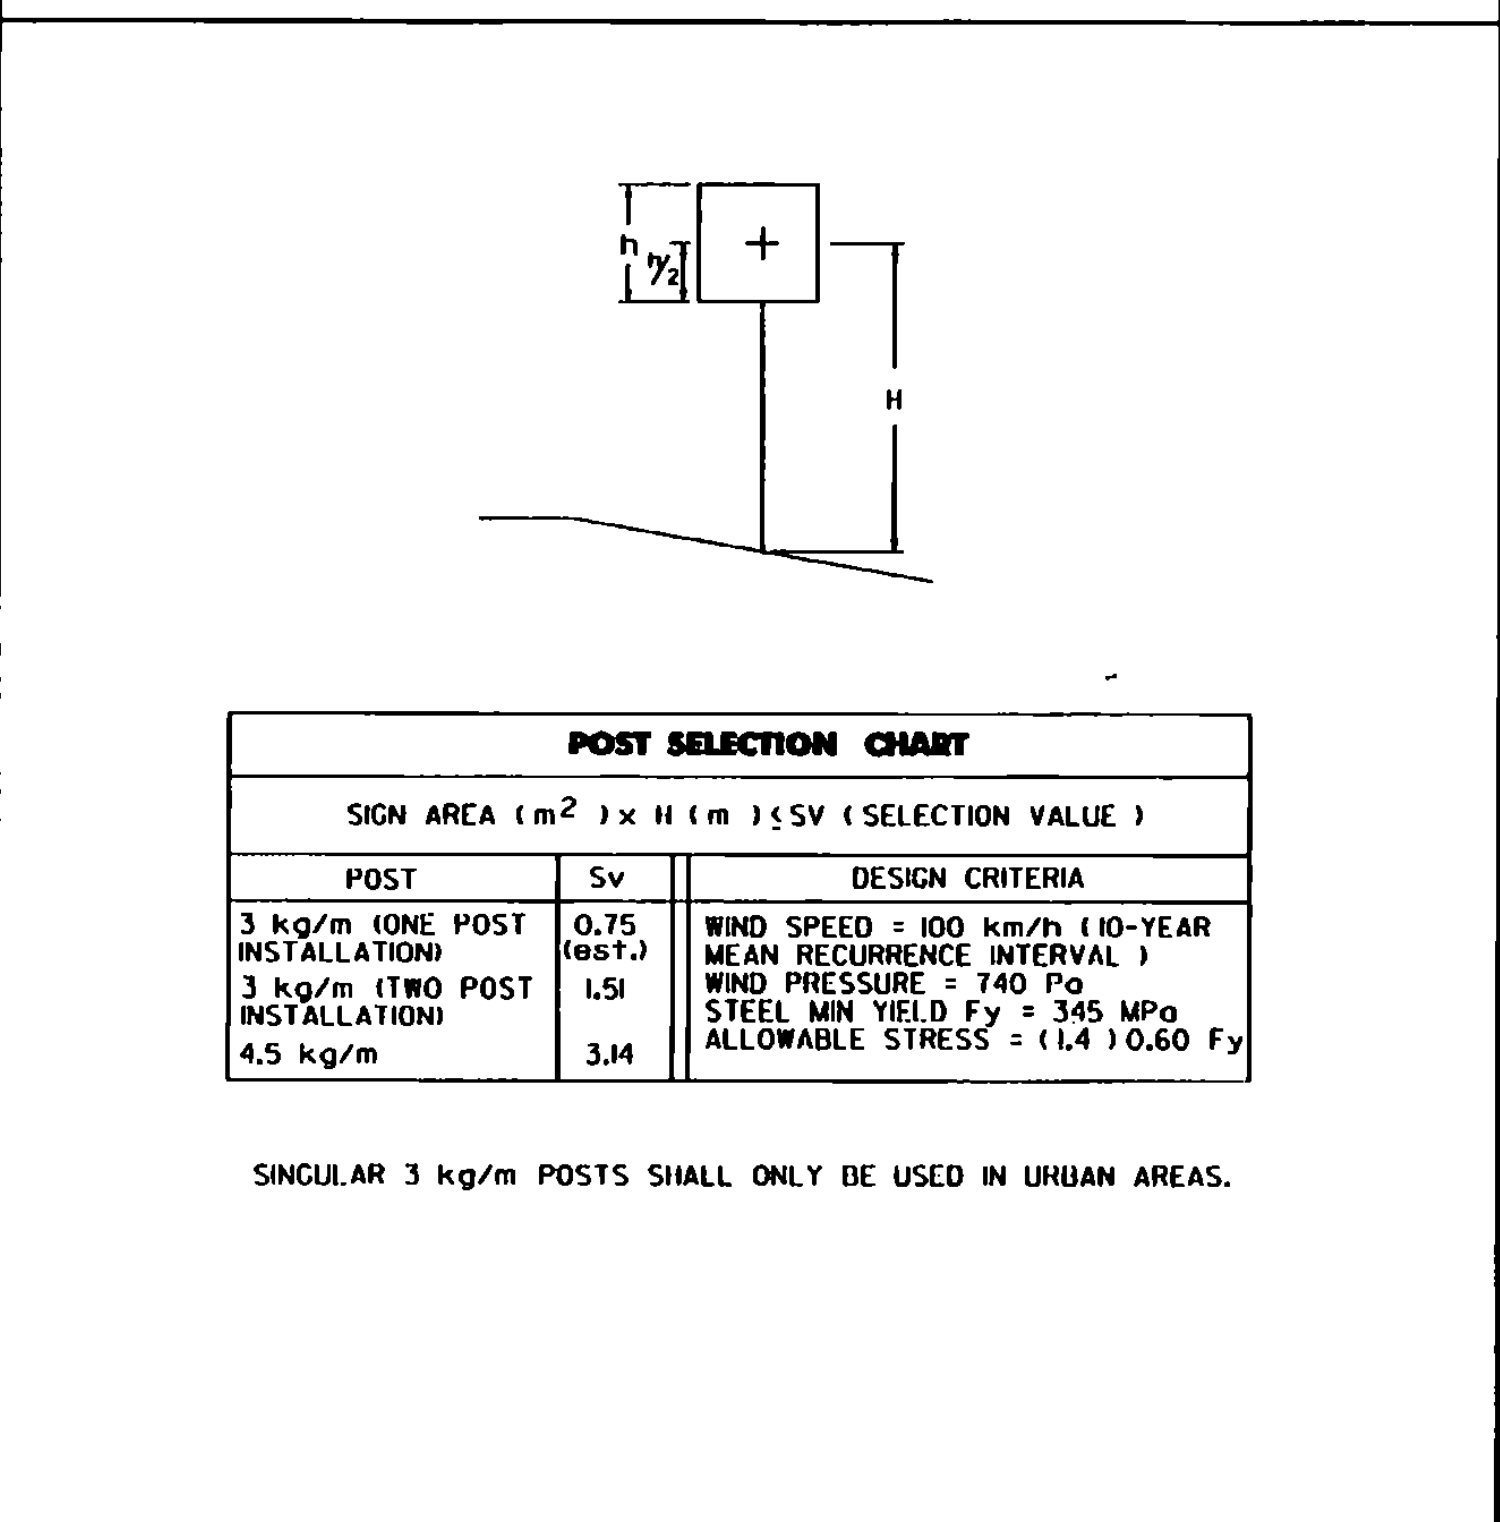 h
h/2
H
POST SELECTION CHART
SIGN AREA ( m2 ) x H ( m ) ≤ SV ( SELECTION VALUE )
POST
Sv
DESIGN CRITERIA
3 kg/m (ONE POST
INSTALLATION)
0.75
(est.)
3 kg/m (TWO POST
INSTALLATION)
1.51
4.5 kg/m
3.14
WIND SPEED = 100 km/h ( 10-YEAR
MEAN RECURRENCE INTERVAL )
WIND PRESSURE = 740 Pa
STEEL MIN YIELD Fy = 345 MPa
ALLOWABLE STRESS = ( 1.4 ) 0.60 Fy
SINGULAR 3 kg/m POSTS SHALL ONLY BE USED IN URBAN AREAS.